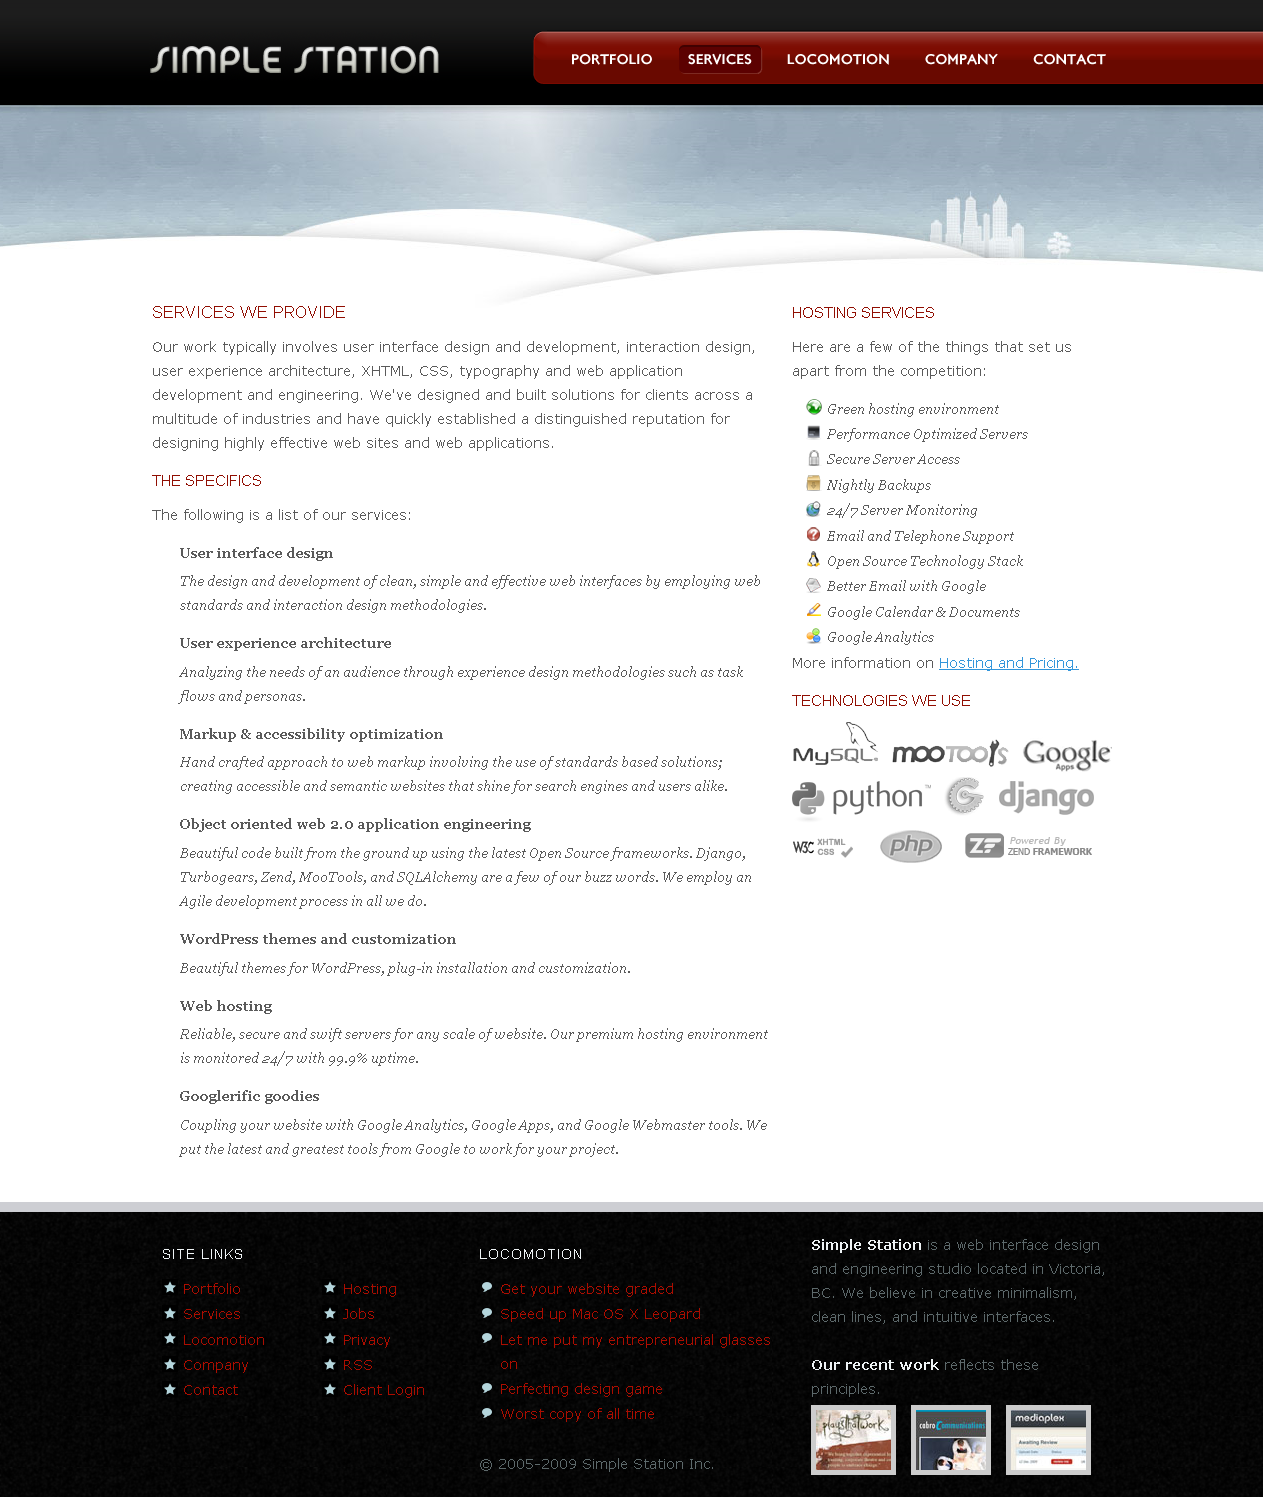 SIMPLE STATION
PORTFOLIO SERVICES LOCOMOTION COMPANY CONTACT
SERVICES WE PROVIDE
Our work typically involves user interface design and development, interaction design,
user experience architecture, XHTML, CSS, typography and web application
development and engineering. We've designed and built solutions for clients across a
multitude of industries and have quickly established a distinguished reputation for
designing highly effective web sites and web applications.
THE SPECIFICS
The following is a list of our services:
User interface design
The design and development of clean, simple and effective web interfaces by employing web
standards and interaction design methodologies.
User experience architecture
Analyzing the needs of an audience through experience design methodologies such as task
flows and personas.
Markup & accessibility optimization
Hand crafted approach to web markup involving the use of standards based solutions;
creating accessible and semantic websites that shine for search engines and users alike.
Object oriented web 2.0 application engineering
Beautiful code built from the ground up using the latest Open Source frameworks. Django,
Turbogears, Zend, MooTools, and SQLAlchemy are a few of our buzz words. We employ an
Agile development process in all we do.
WordPress themes and customization
Beautiful themes for WordPress, plug-in installation and customization.
Web hosting
Reliable, secure and swift servers for any scale of website. Our premium hosting environment
is monitored 24/7 with 99.9% uptime.
Googlerific goodies
Coupling your website with Google Analytics, Google Apps, and Google Webmaster tools. We
put the latest and greatest tools from Google to work for your project.
HOSTING SERVICES
Here are a few of the things that set us
apart from the competition:
Green hosting environment
Performance Optimized Servers
Secure Server Access
Nightly Backups
24/7 Server Monitoring
Email and Telephone Support
Open Source Technology Stack
Better Email with Google
Google Calendar & Documents
Google Analytics
More information on Hosting and Pricing.
TECHNOLOGIES WE USE
MySQL mooTOOLS Google Apps
python™ django
W3C XHTML CSS php ZF Powered By ZEND FRAMEWORK
SITE LINKS
Portfolio
Services
Locomotion
Company
Contact
Hosting
Jobs
Privacy
RSS
Client Login
LOCOMOTION
Get your website graded
Speed up Mac OS X Leopard
Let me put my entrepreneurial glasses
on
Perfecting design game
Worst copy of all time
© 2005-2009 Simple Station Inc.
Simple Station is a web interface design
and engineering studio located in Victoria,
BC. We believe in creative minimalism,
clean lines, and intuitive interfaces.
Our recent work reflects these
principles.
playsthatwork
cabro Communications
mediaplex
Awaiting Review